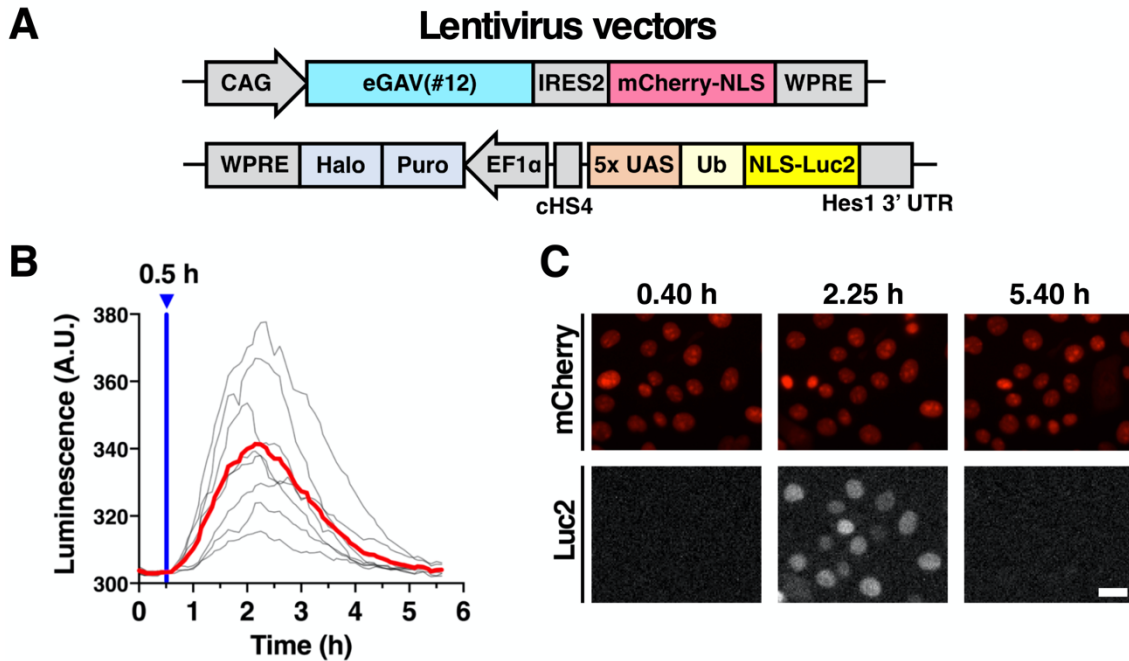 A
Lentivirus vectors
CAG eGAV(#12) IRES2 mCherry-NLS WPRE
WPRE Halo Puro EF1α 5x UAS Ub NLS-Luc2
cHS4 Hes1 3’ UTR
B
0.5 h
Luminescence (A.U.)
380
360
340
320
300
0 1 2 3 4 5 6
Time (h)
C
0.40 h 2.25 h 5.40 h
mCherry
Luc2